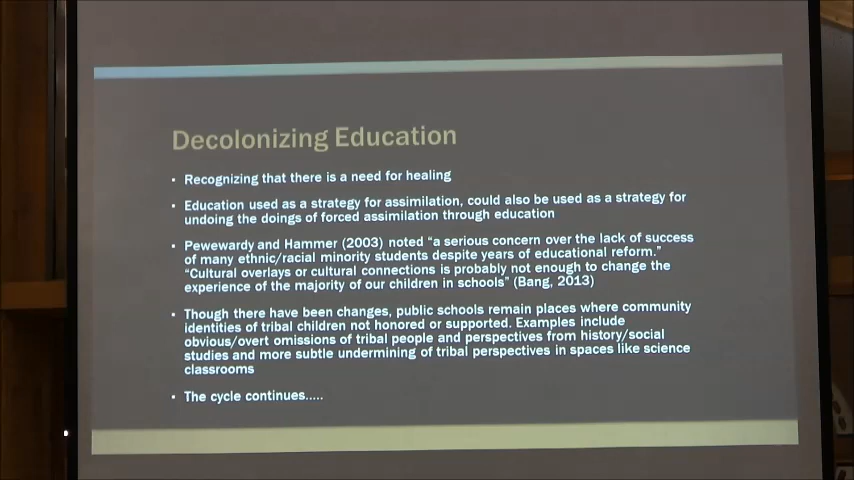 Decolonizing Education
▪ Recognizing that there is a need for healing
▪ Education used as a strategy for assimilation, could also be used as a strategy for
undoing the doings of forced assimilation through education
▪ Pewewardy and Hammer (2003) noted "a serious concern over the lack of success
of many ethnic/racial minority students despite years of educational reform."
"Cultural overlays or cultural connections is probably not enough to change the
experience of the majority of our children in schools" (Bang, 2013)
▪ Though there have been changes, public schools remain places where community
identities of tribal children not honored or supported. Examples include
obvious/overt omissions of tribal people and perspectives from history/social
studies and more subtle undermining of tribal perspectives in spaces like science
classrooms
▪ The cycle continues.....